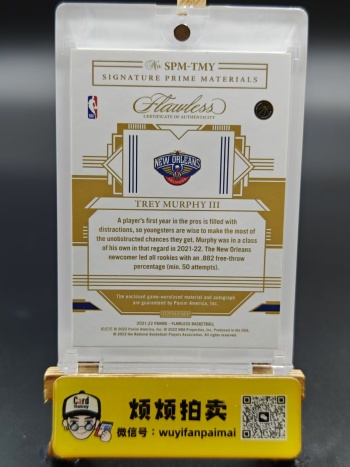 No. SPM-TMY
SIGNATURE PRIME MATERIALS
Flawless
CERTIFICATE OF AUTHENTICITY
NEW ORLEANS
TREY MURPHY III
A player's first year in the pros is filled with
distractions, so youngsters are wise to make the most of
the unobstructed chances they get. Murphy was in a class
of his own in that regard in 2021-22. The New Orleans
newcomer led all rookies with an .882 free-throw
percentage (min. 50 attempts).
The enclosed game-worn/used material and autograph
are guaranteed by Panini America, Inc.
2021-22 PANINI - FLAWLESS BASKETBALL
Card
烦烦拍卖
微信号：wuyifanpaimai